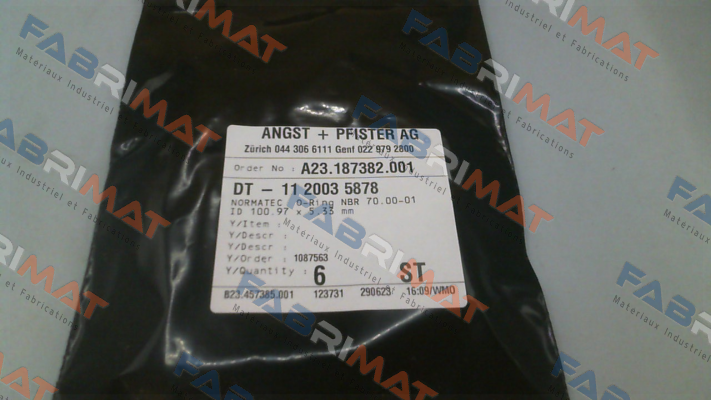 ANGST + PFISTER AG
Zürich 044 306 6111 Genf 022 979 2800
Order No : A23.187382.001
DT - 11 2003 5878
NORMATEC O-Ring NBR 70.00-01
ID 100.97 x 5.33 mm
Y/Item :
Y/Descr :
Y/Descr :
Y/Order : 1087563
Y/Quantity : 6 ST
B23.457385.001 123731 290623/ 16:09/WMO
FABRIMAT
Materiaux Industriel et Fabrications